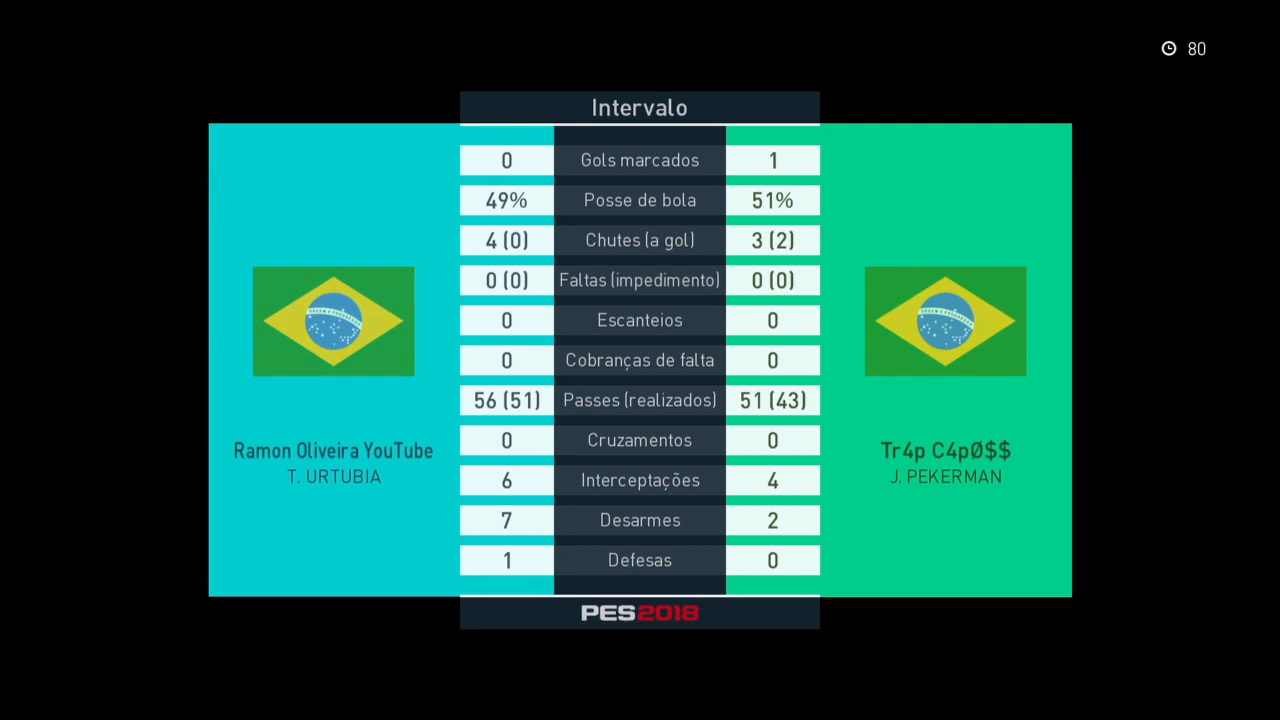 80
Intervalo
0 Gols marcados 1
49% Posse de bola 51%
4 (0) Chutes (a gol) 3 (2)
0 (0) Faltas (impedimento) 0 (0)
0 Escanteios 0
0 Cobranças de falta 0
56 (51) Passes (realizados) 51 (43)
0 Cruzamentos 0
6 Interceptações 4
7 Desarmes 2
1 Defesas 0
Ramon Oliveira YouTube
T. URTUBIA
Tr4p C4pØ$$
J. PEKERMAN
PES2018